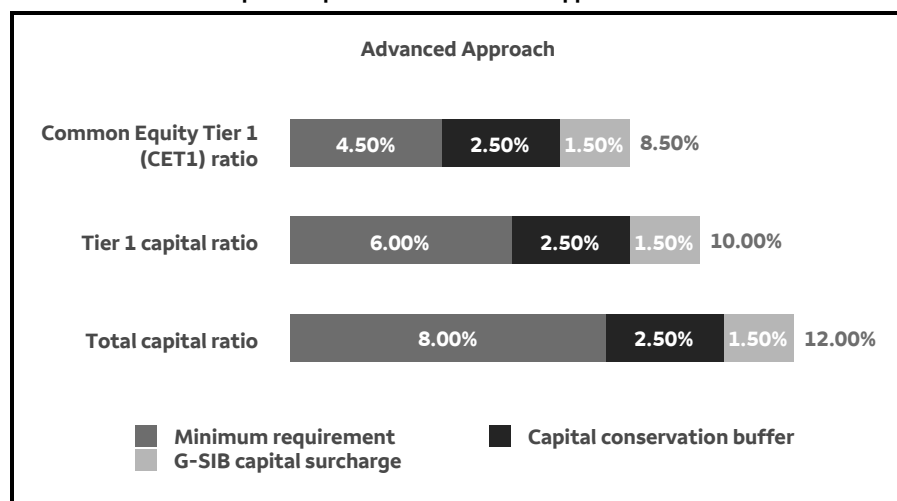 Advanced Approach
Common Equity Tier 1
(CET1) ratio
4.50% 2.50% 1.50% 8.50%
Tier 1 capital ratio
6.00% 2.50% 1.50% 10.00%
Total capital ratio
8.00% 2.50% 1.50% 12.00%
Minimum requirement
Capital conservation buffer
G-SIB capital surcharge